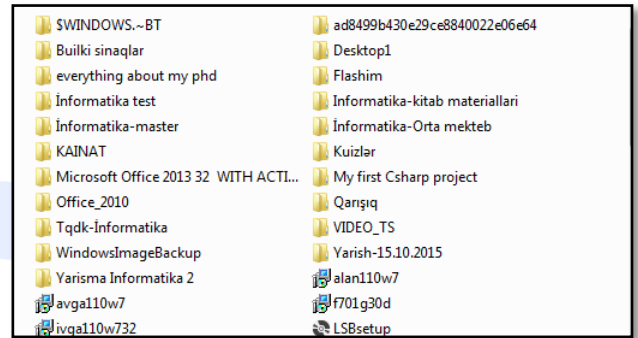 $WINDOWS.~BT ad8499b430e29ce8840022e06e64
Builki sinaqlar Desktop1
everything about my phd Flashim
İnformatika test Informatika-kitab materiallari
İnformatika-master İnformatika-Orta mekteb
KAINAT Kuizlər
Microsoft Office 2013 32 WITH ACTI... My first Csharp project
Office_2010 Qarışıq
Tqdk-İnformatika VIDEO_TS
WindowsImageBackup Yarish-15.10.2015
Yarisma Informatika 2 alan110w7
avga110w7 f701g30d
ivga110w732 LSBsetup